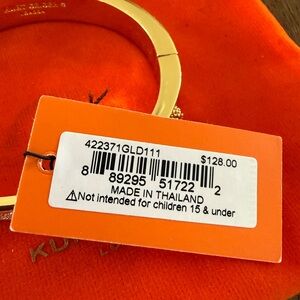 422371GLD111
$128.00
8 89295 51722 2
MADE IN THAILAND
⚠Not intended for children 15 & under